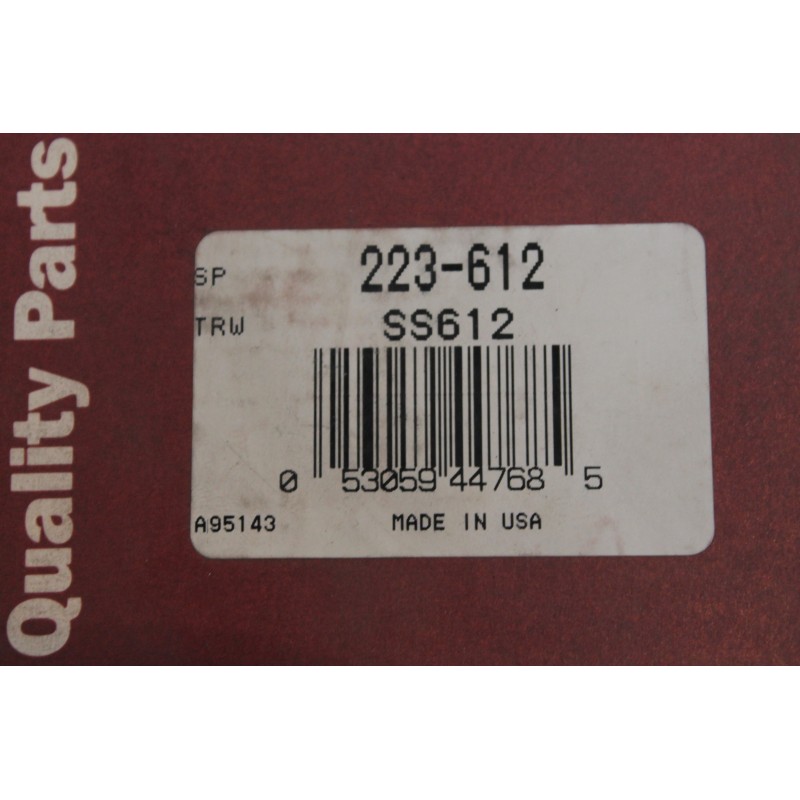 Quality Parts
SP 223-612
TRW SS612
0 53059 44768 5
A95143 MADE IN USA